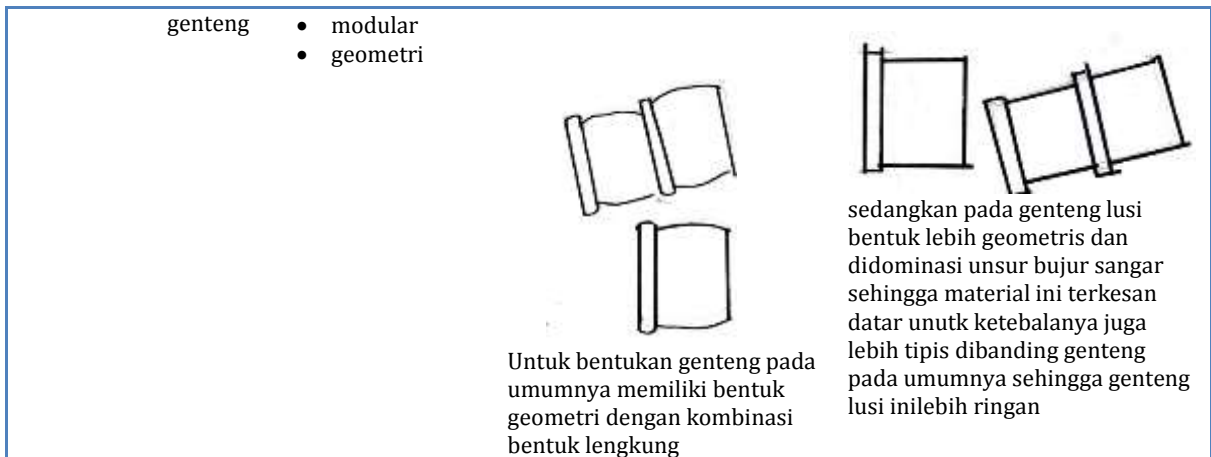 genteng
• modular
• geometri
Untuk bentukan genteng pada
umumnya memiliki bentuk
geometri dengan kombinasi
bentuk lengkung
sedangkan pada genteng lusi
bentuk lebih geometris dan
didominasi unsur bujur sangar
sehingga material ini terkesan
datar unutk ketebalanya juga
lebih tipis dibanding genteng
pada umumnya sehingga genteng
lusi inilebih ringan